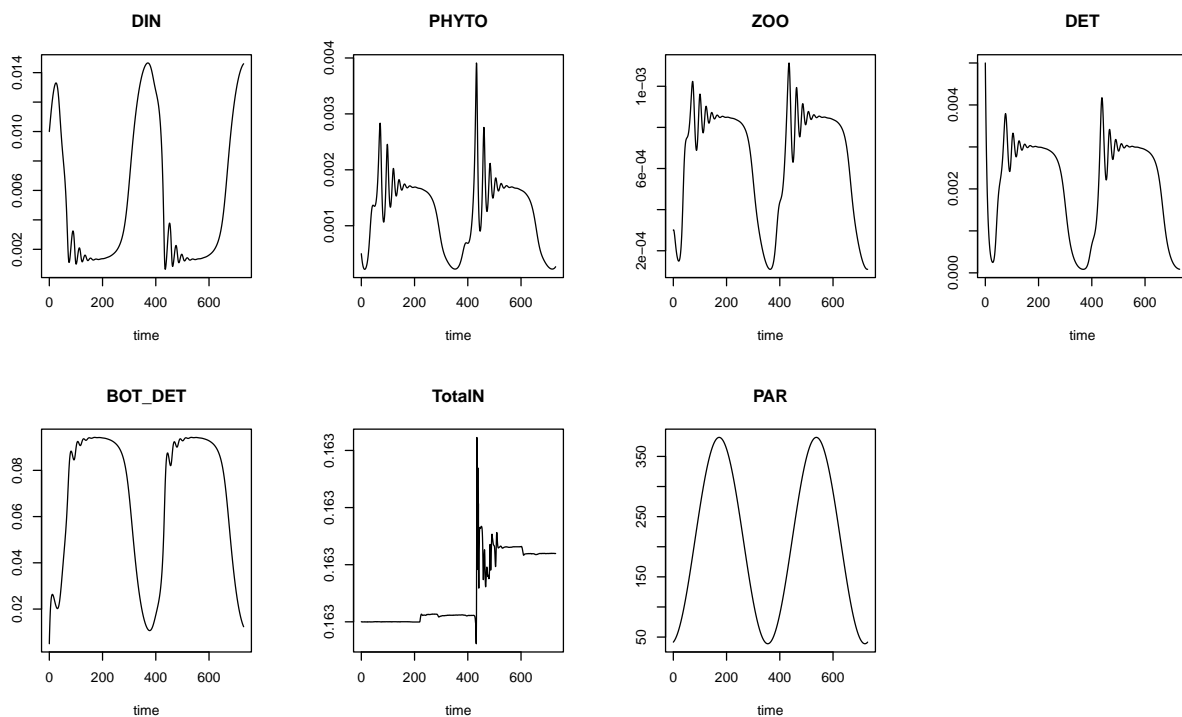 DIN PHYTO ZOO DET
0.002 0.006 0.010 0.014
0.001 0.002 0.003 0.004
2e-04 6e-04 1e-03
0.000 0.002 0.004
0 200 400 600 0 200 400 600 0 200 400 600 0 200 400 600
time time time time
BOT_DET TotalN PAR
0.02 0.04 0.06 0.08
0.163 0.163 0.163 0.163
50 150 250 350
0 200 400 600 0 200 400 600 0 200 400 600
time time time